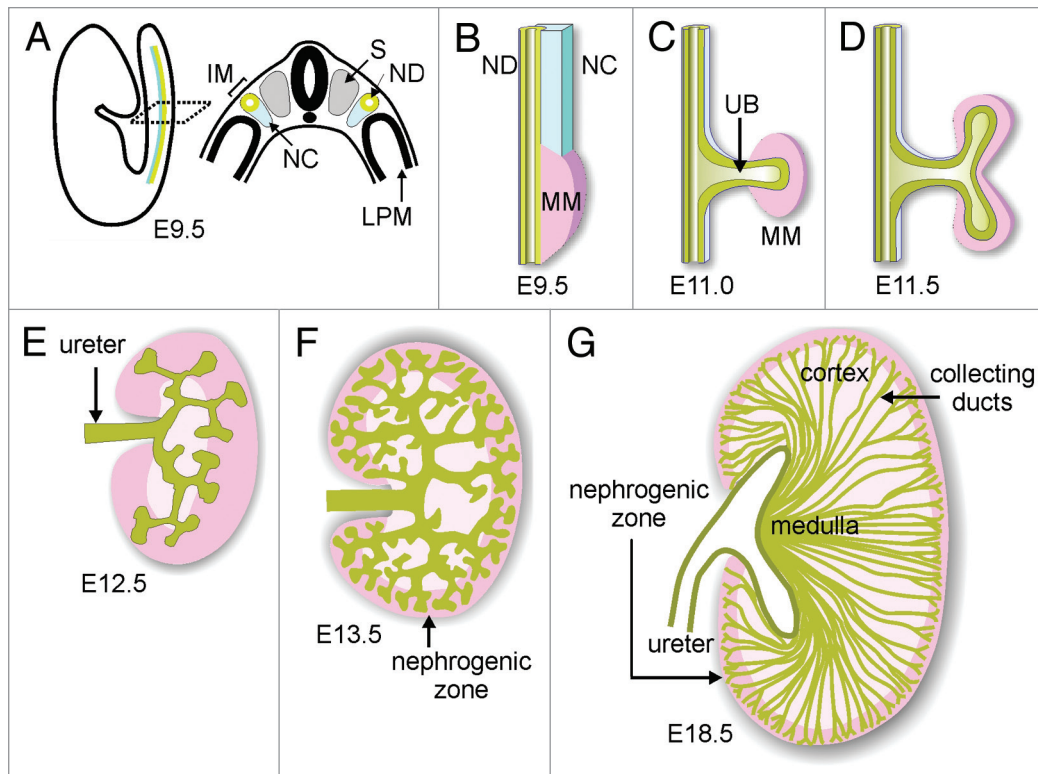 A
IM
S
ND
NC
LPM
E9.5
B
ND
NC
MM
E9.5
C
UB
MM
E11.0
D
E11.5
E
ureter
E12.5
F
E13.5
nephrogenic
zone
G
cortex
collecting
ducts
nephrogenic
zone
medulla
ureter
E18.5